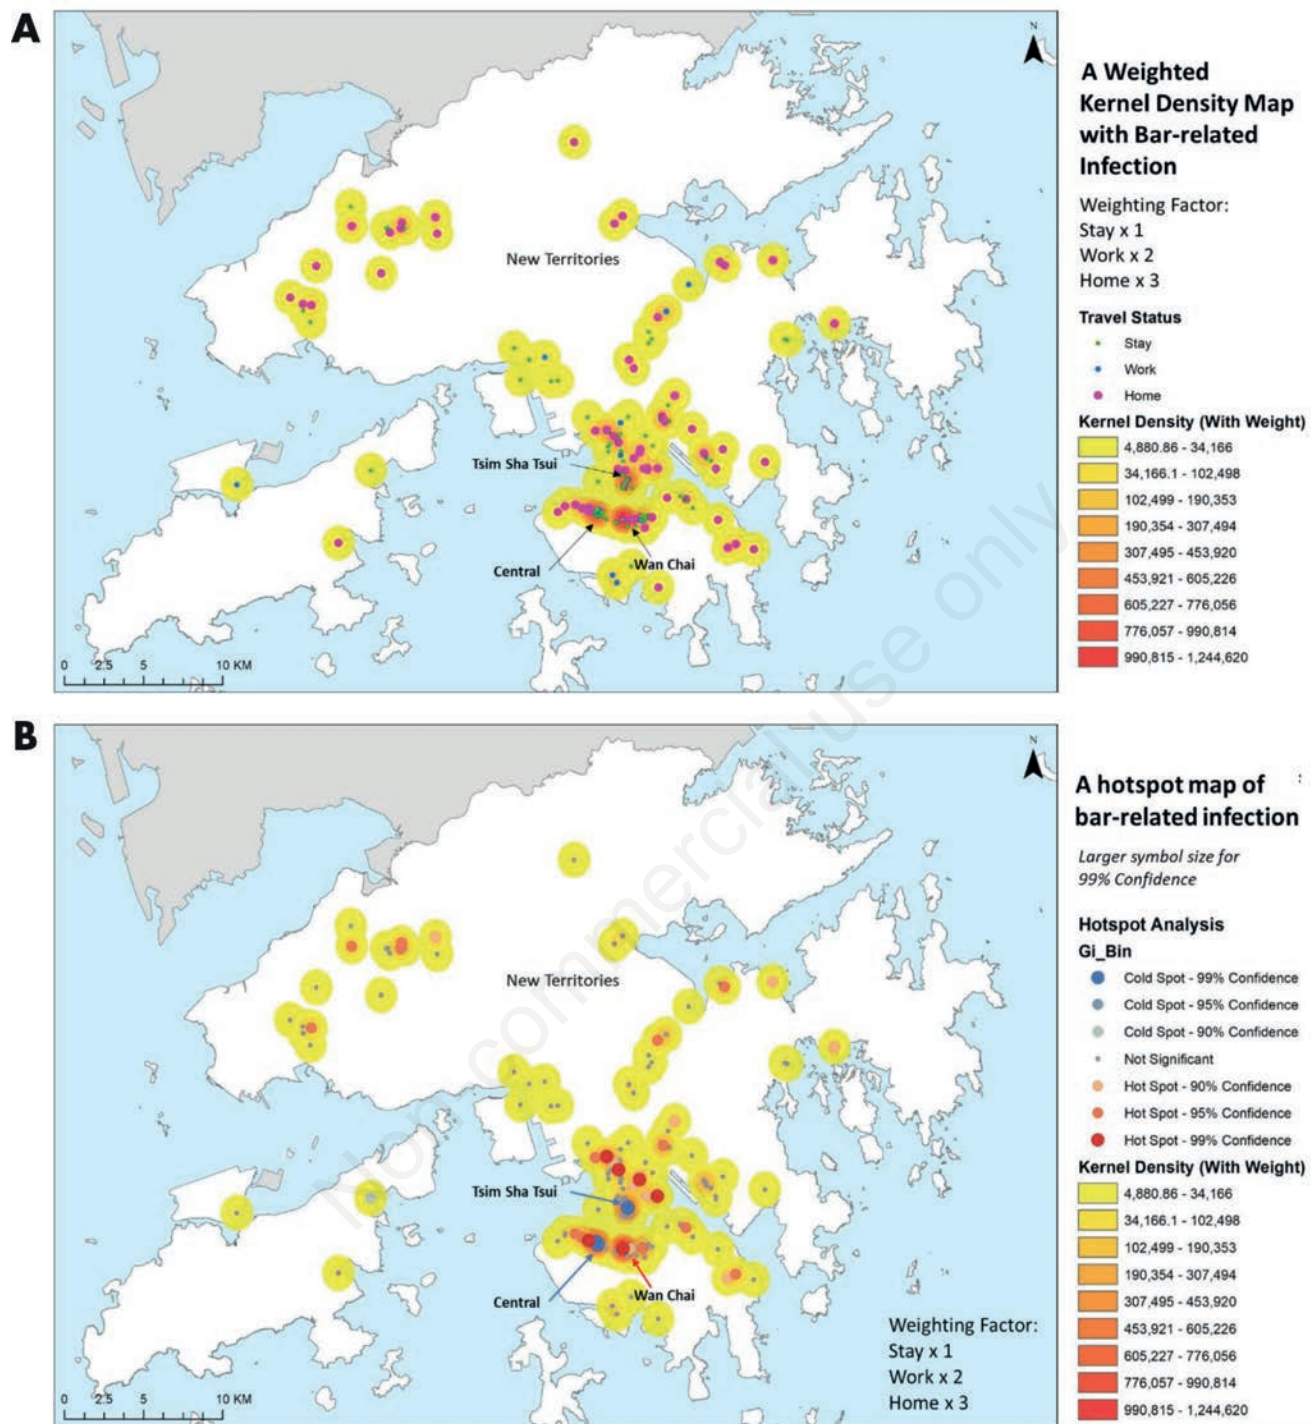 A
N
A Weighted
Kernel Density Map
with Bar-related
Infection
Weighting Factor:
Stay x 1
Work x 2
Home x 3
Travel Status
Stay
Work
Home
Kernel Density (With Weight)
4,880.86 - 34,166
34,166.1 - 102,498
102,499 - 190,353
190,354 - 307,494
307,495 - 453,920
453,921 - 605,226
605,227 - 776,056
776,057 - 990,814
990,815 - 1,244,620
New Territories
Tsim Sha Tsui
Central
Wan Chai
0 2.5 5 10 KM
B
N
A hotspot map of :
bar-related infection
Larger symbol size for
99% Confidence
Hotspot Analysis
Gi_Bin
Cold Spot - 99% Confidence
Cold Spot - 95% Confidence
Cold Spot - 90% Confidence
Not Significant
Hot Spot - 90% Confidence
Hot Spot - 95% Confidence
Hot Spot - 99% Confidence
Kernel Density (With Weight)
4,880.86 - 34,166
34,166.1 - 102,498
102,499 - 190,353
190,354 - 307,494
307,495 - 453,920
453,921 - 605,226
605,227 - 776,056
776,057 - 990,814
990,815 - 1,244,620
New Territories
Tsim Sha Tsui
Central
Wan Chai
Weighting Factor:
Stay x 1
Work x 2
Home x 3
0 2.5 5 10 KM
Non-commercial use only